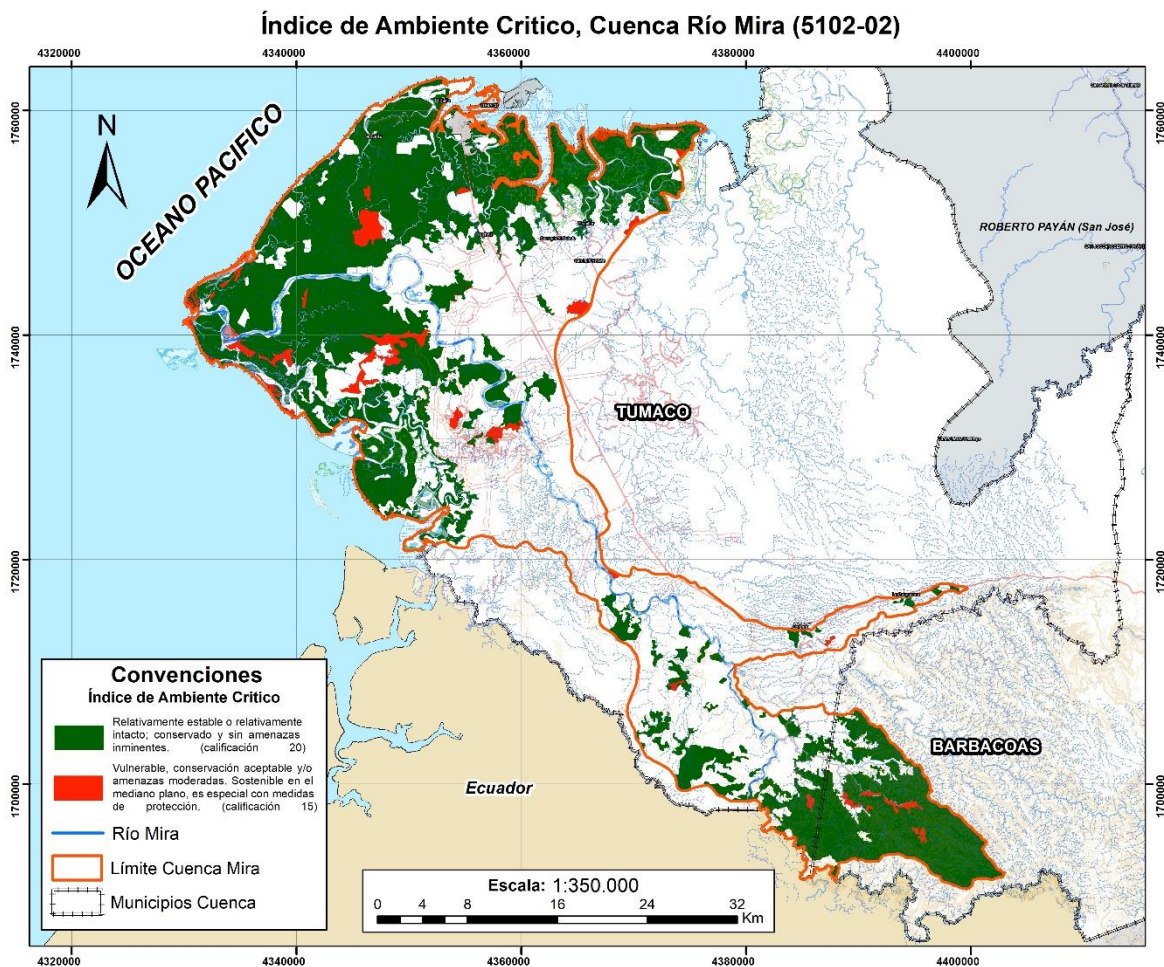 Índice de Ambiente Critico, Cuenca Río Mira (5102-02)
4320000 4340000 4360000 4380000 4400000
1760000 1760000
N
OCEANO PACIFICO
ROBERTO PAYÁN (San José)
1740000 1740000
TUMACO
1720000 1720000
BARBACOAS
Ecuador
1700000 1700000
Convenciones
Índice de Ambiente Critico
Relativamente estable o relativamente
intacto; conservado y sin amenazas
inminentes. (calificación 20)
Vulnerable, conservación aceptable y/o
amenazas moderadas. Sostenible en el
mediano plano, es especial con medidas
de protección. (calificación 15)
Río Mira
Límite Cuenca Mira
Municipios Cuenca
Escala: 1:350.000
0 4 8 16 24 32
Km
4320000 4340000 4360000 4380000 4400000